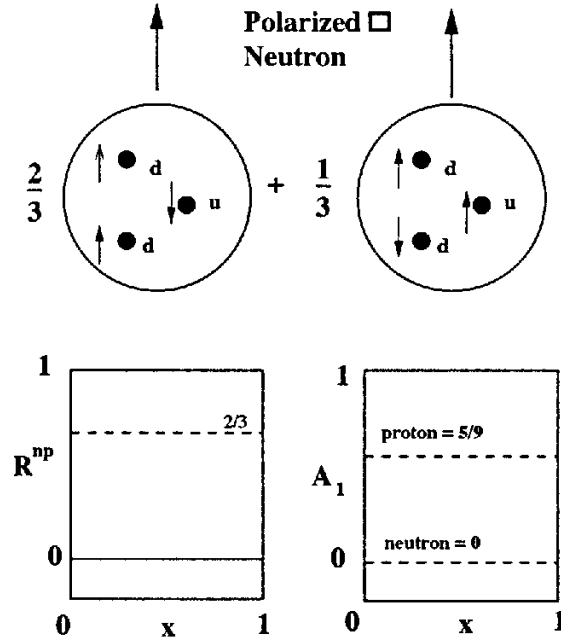 Polarized □
Neutron
2/3
d
d
u
+
1/3
d
d
u
1
2/3
R^np
0
0
x
1
1
proton = 5/9
A_1
neutron = 0
0
0
x
1